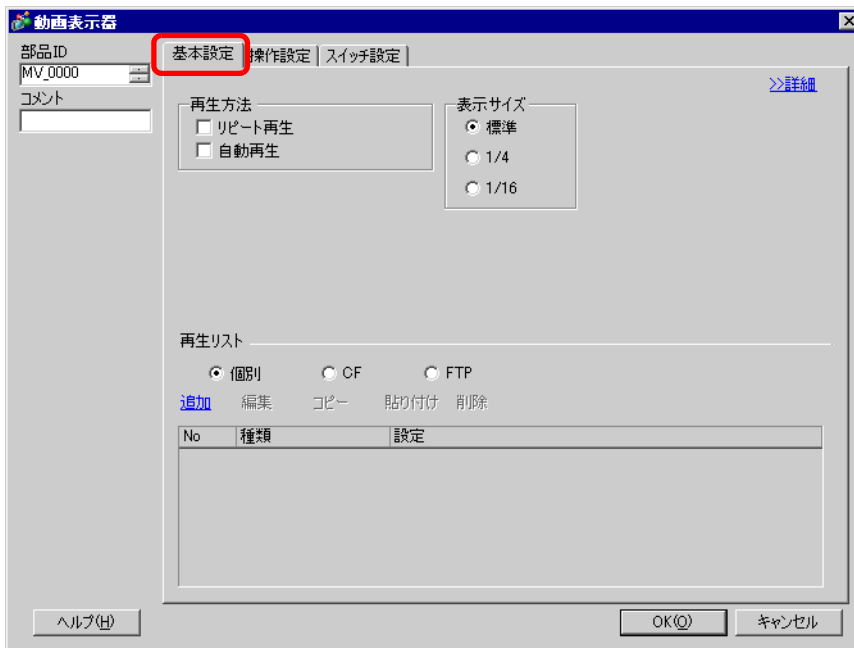 動画表示器
部品ID
MV_0000
コメント
基本設定 操作設定 スイッチ設定
>>詳細
再生方法
リピート再生
自動再生
表示サイズ
標準
1/4
1/16
再生リスト
個別 CF FTP
追加 編集 コピー 貼り付け 削除
No 種類 設定
ヘルプ(H) OK(O) キャンセル